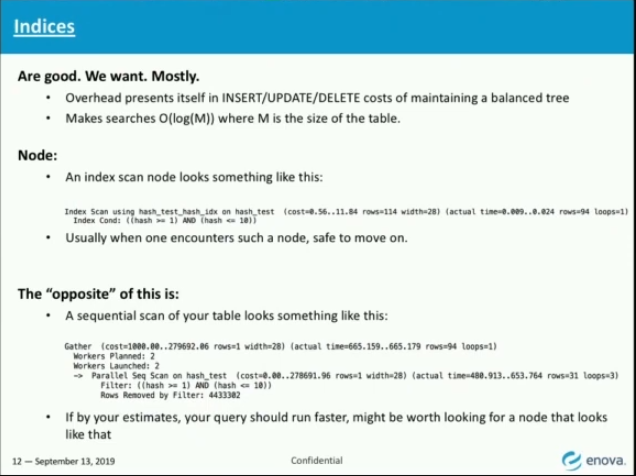 Indices
Are good. We want. Mostly.
• Overhead presents itself in INSERT/UPDATE/DELETE costs of maintaining a balanced tree
• Makes searches O(log(M)) where M is the size of the table.
Node:
• An index scan node looks something like this:
Index Scan using hash_test_hash_idx on hash_test (cost=0.56..11.84 rows=114 width=28) (actual time=0.009..0.024 rows=94 loops=1)
Index Cond: ((hash >= 1) AND (hash <= 10))
• Usually when one encounters such a node, safe to move on.
The “opposite” of this is:
• A sequential scan of your table looks something like this:
Gather (cost=1000.00..279692.06 rows=1 width=28) (actual time=665.159..665.179 rows=94 loops=1)
Workers Planned: 2
Workers Launched: 2
-> Parallel Seq Scan on hash_test (cost=0.00..278691.96 rows=1 width=28) (actual time=480.913..653.764 rows=31 loops=3)
Filter: ((hash >= 1) AND (hash <= 10))
Rows Removed by Filter: 4433302
• If by your estimates, your query should run faster, might be worth looking for a node that looks
like that
12 — September 13, 2019
Confidential
enova.